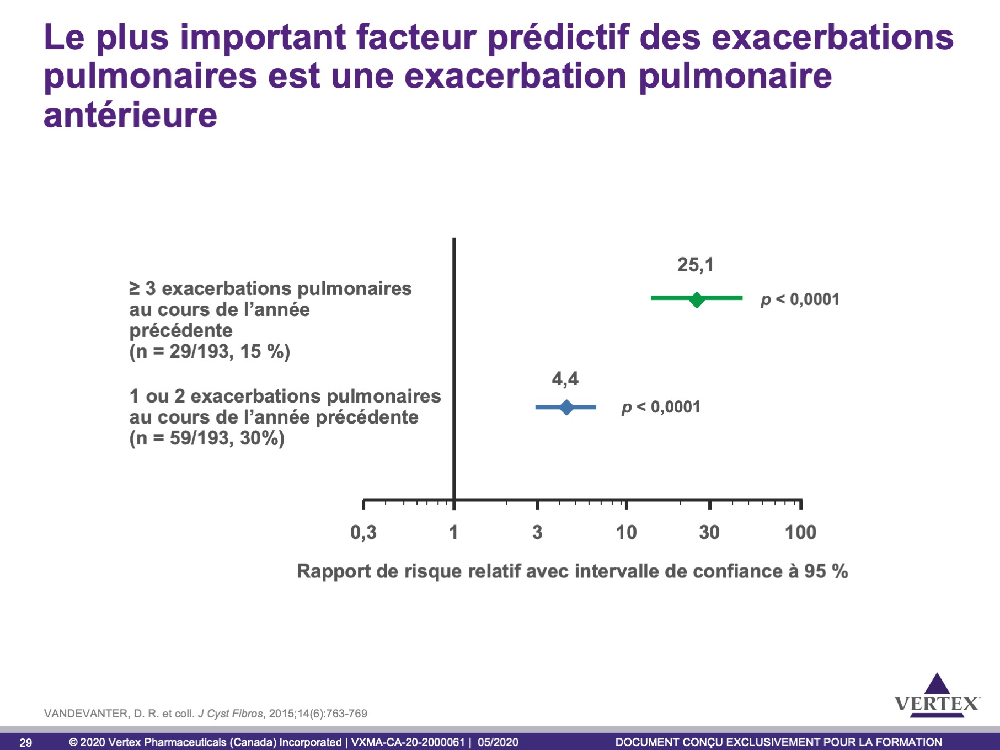 Le plus important facteur prédictif des exacerbations
pulmonaires est une exacerbation pulmonaire
antérieure
≥ 3 exacerbations pulmonaires
au cours de l’année
précédente
(n = 29/193, 15 %)
25,1
p < 0,0001
1 ou 2 exacerbations pulmonaires
au cours de l’année précédente
(n = 59/193, 30%)
4,4
p < 0,0001
0,3 1 3 10 30 100
Rapport de risque relatif avec intervalle de confiance à 95 %
VANDEVANTER, D. R. et coll. J Cyst Fibros, 2015;14(6):763-769
VERTEX
29 © 2020 Vertex Pharmaceuticals (Canada) Incorporated | VXMA-CA-20-2000061 | 05/2020 DOCUMENT CONÇU EXCLUSIVEMENT POUR LA FORMATION